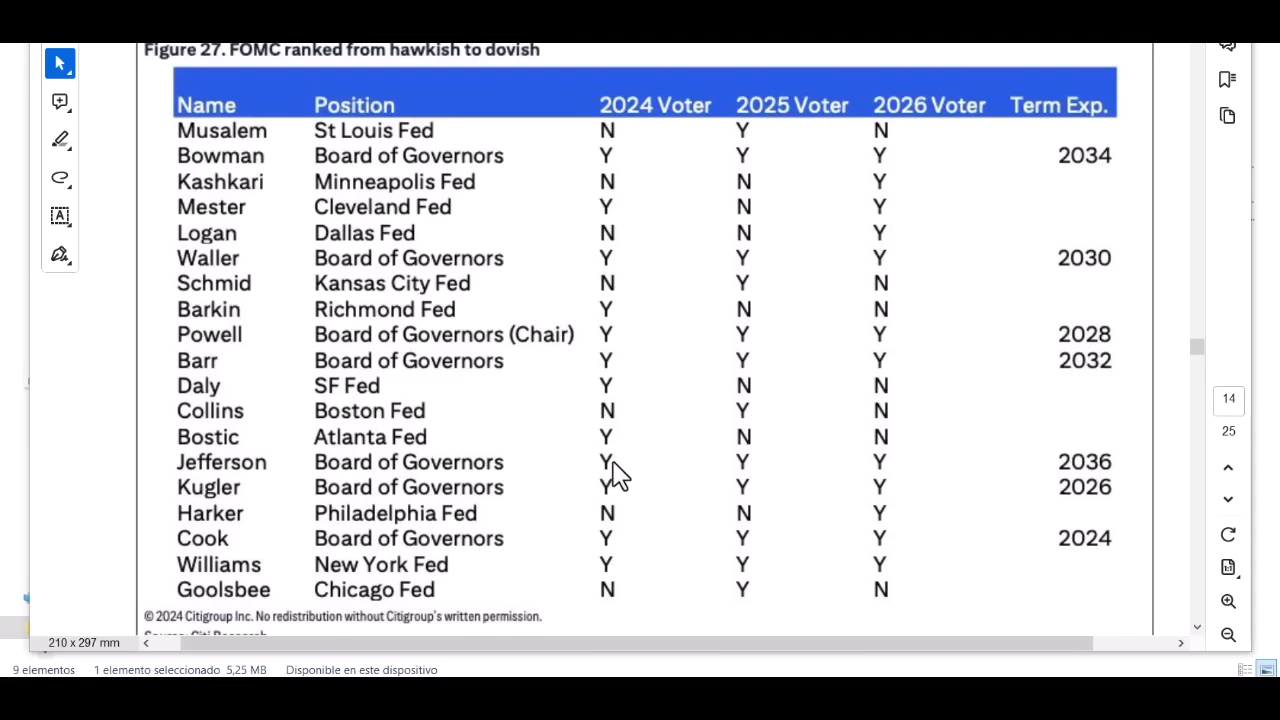 Figure 27. FOMC ranked from hawkish to dovish
Name Position 2024 Voter 2025 Voter 2026 Voter Term Exp.
Musalem St Louis Fed N Y N
Bowman Board of Governors Y Y Y 2034
Kashkari Minneapolis Fed N N Y
Mester Cleveland Fed Y N Y
Logan Dallas Fed N N Y
Waller Board of Governors Y Y Y 2030
Schmid Kansas City Fed N Y N
Barkin Richmond Fed Y N N
Powell Board of Governors (Chair) Y Y Y 2028
Barr Board of Governors Y Y Y 2032
Daly SF Fed Y N N
Collins Boston Fed N Y N
Bostic Atlanta Fed Y N N
Jefferson Board of Governors Y Y Y 2036
Kugler Board of Governors Y Y Y 2026
Harker Philadelphia Fed N N Y
Cook Board of Governors Y Y Y 2024
Williams New York Fed Y Y Y
Goolsbee Chicago Fed N Y N
© 2024 Citigroup Inc. No redistribution without Citigroup's written permission.
Source: Citi Research
14
25
210 x 297 mm
9 elementos 1 elemento seleccionado 5,25 MB Disponible en este dispositivo